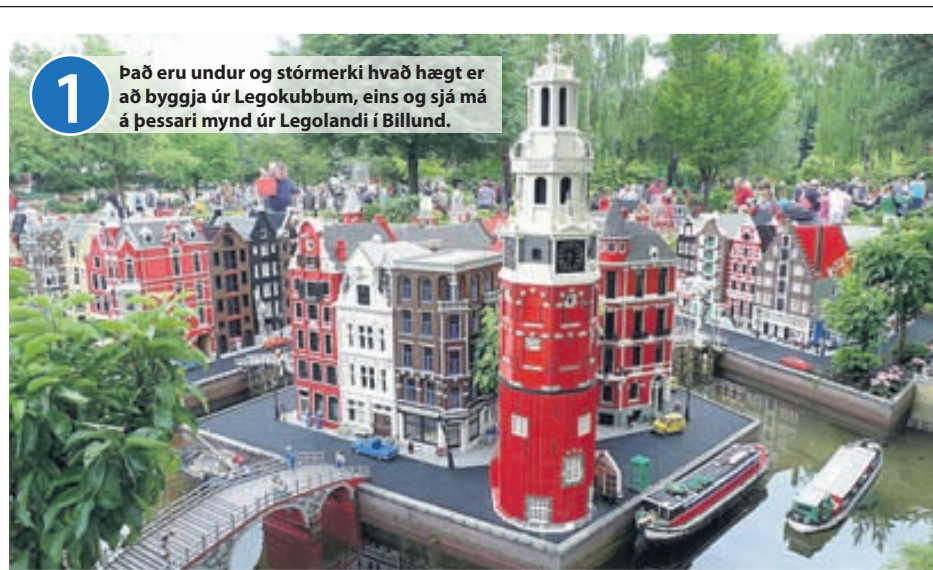 1
Það eru undur og stórmerki hvað hægt er
að byggja úr Legokubbum, eins og sjá má
á þessari mynd úr Legolandi í Billund.